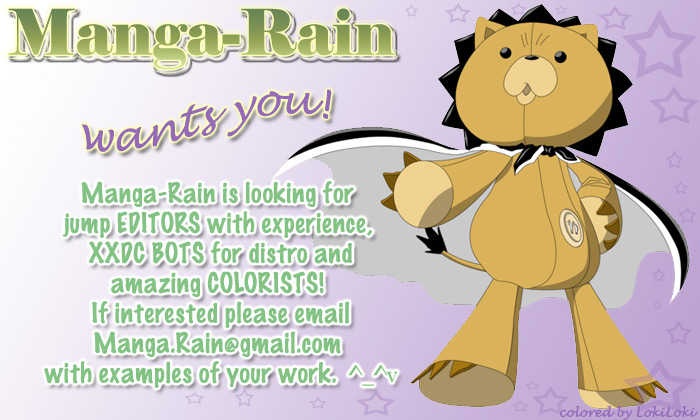 Manga-Rain
wants you!
Manga-Rain is looking for
jump EDITORS with experience,
XXDC BOTS for distro and
amazing COLORISTS!
If interested please email
Manga.Rain@gmail.com
with examples of your work. ^_^v
colored by LokiLoke